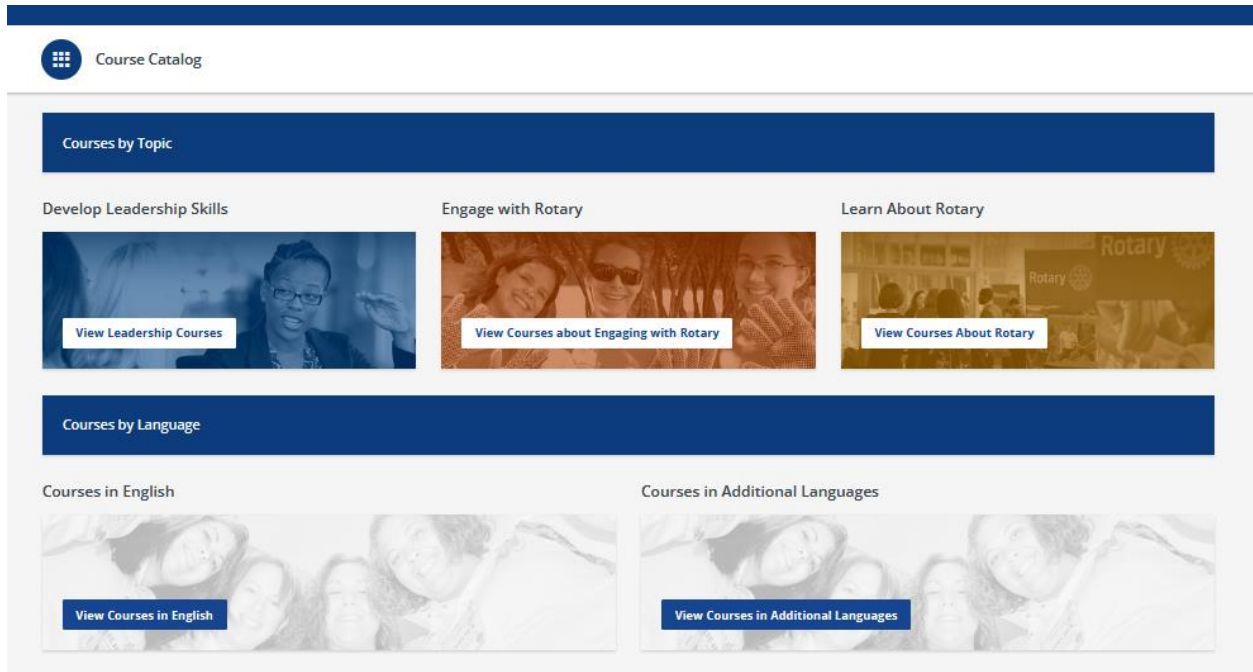 Course Catalog
Courses by Topic
Develop Leadership Skills
Engage with Rotary
Learn About Rotary
Rotary
Rotary
View Leadership Courses
View Courses about Engaging with Rotary
View Courses About Rotary
Courses by Language
Courses in English
Courses in Additional Languages
View Courses in English
View Courses in Additional Languages